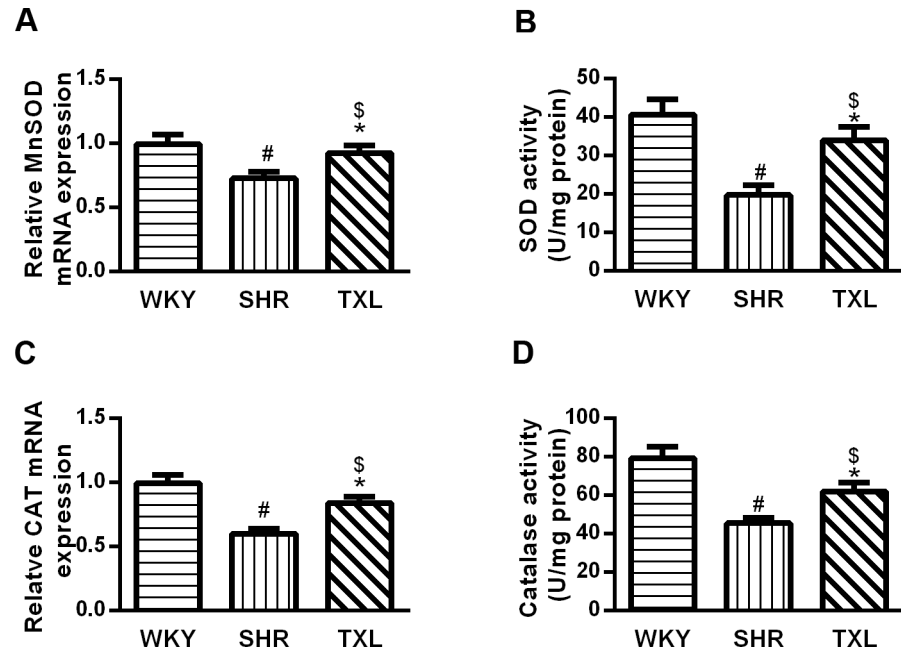 A
Relative MnSOD
mRNA expression
1.5
1.0
0.5
0.0
#
$
*
WKY SHR TXL
B
SOD activity
(U/mg protein)
50
40
30
20
10
0
#
$
*
WKY SHR TXL
C
Relatve CAT mRNA
expression
1.5
1.0
0.5
0.0
#
$
*
WKY SHR TXL
D
Catalase activity
(U/mg protein)
100
80
60
40
20
0
#
$
*
WKY SHR TXL